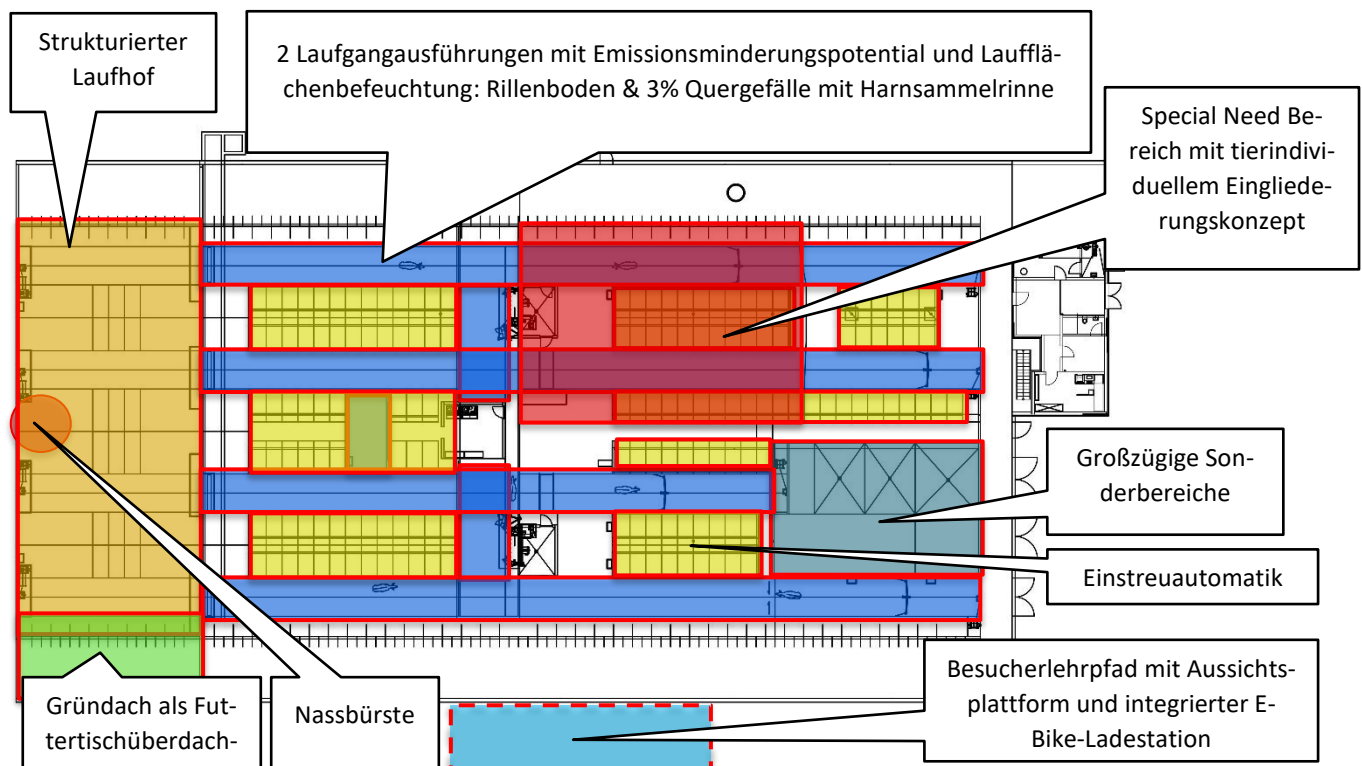 Strukturierter
Laufhof
2 Laufgangausführungen mit Emissionsminderungspotential und Laufflä-
chenbefeuchtung: Rillenboden & 3% Quergefälle mit Harnsammelrinne
Special Need Be-
reich mit tierindivi-
duellem Eingliede-
rungskonzept
Großzügige Son-
derbereiche
Einstreuautomatik
Besucherlehrpfad mit Aussichts-
plattform und integrierter E-
Bike-Ladestation
Nassbürste
Gründach als Fut-
tertischüberdach-